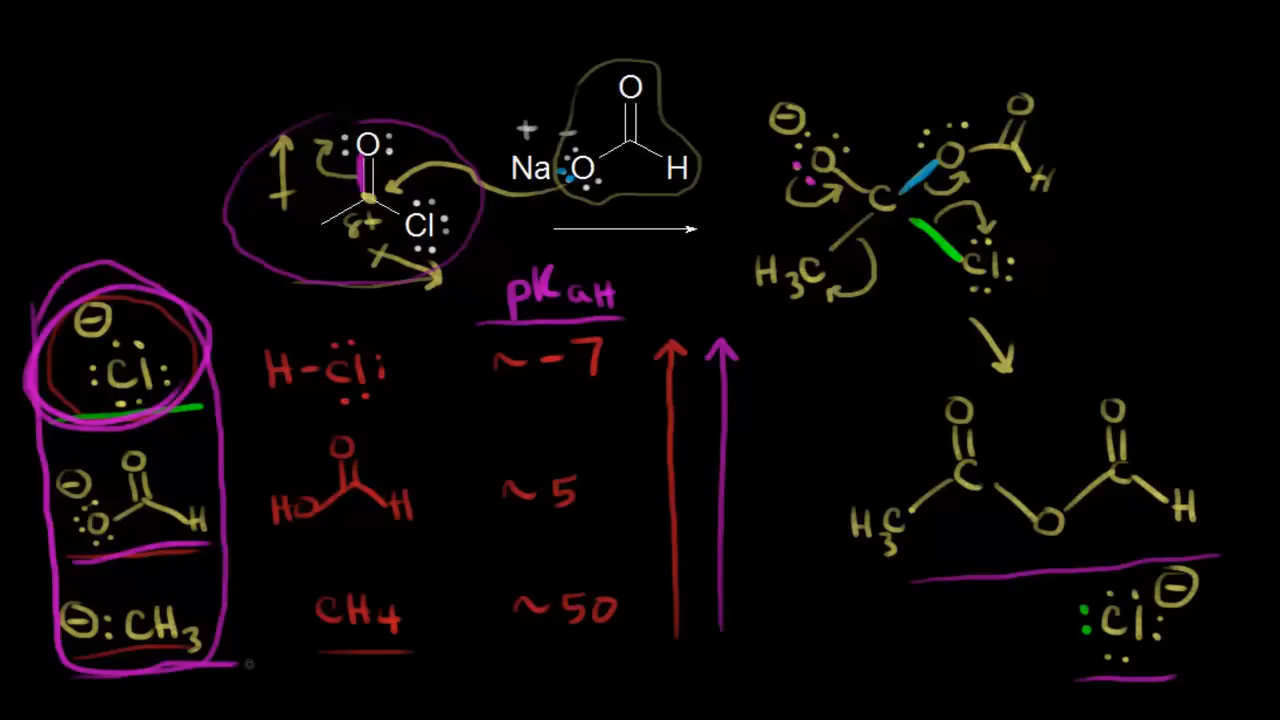 O
O
Na + - O H
δ+ Cl
⊖ O O O
C H
H3C Cl
pKaH
⊖ Cl H-Cl ~ -7
O O
⊖ O H HO H ~ 5
⊖ CH3 CH4 ~ 50
O O
C C
H3C O H
Cl ⊖